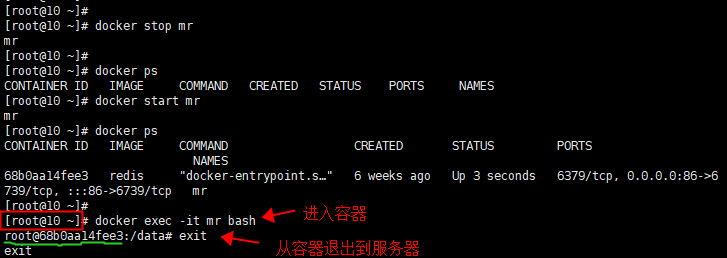 [root@10 ~]#
[root@10 ~]# docker stop mr
mr
[root@10 ~]#
[root@10 ~]# docker ps
CONTAINER ID   IMAGE     COMMAND   CREATED   STATUS    PORTS     NAMES
[root@10 ~]# docker start mr
mr
[root@10 ~]# docker ps
CONTAINER ID   IMAGE     COMMAND                  CREATED       STATUS         PORTS
                         NAMES
68b0aa14fee3   redis     "docker-entrypoint.s…"   6 weeks ago   Up 3 seconds   6379/tcp, 0.0.0.0:86->6
739/tcp, :::86->6739/tcp   mr
[root@10 ~]#
[root@10 ~]# docker exec -it mr bash 进入容器
root@68b0aa14fee3:/data# exit 从容器退出到服务器
exit